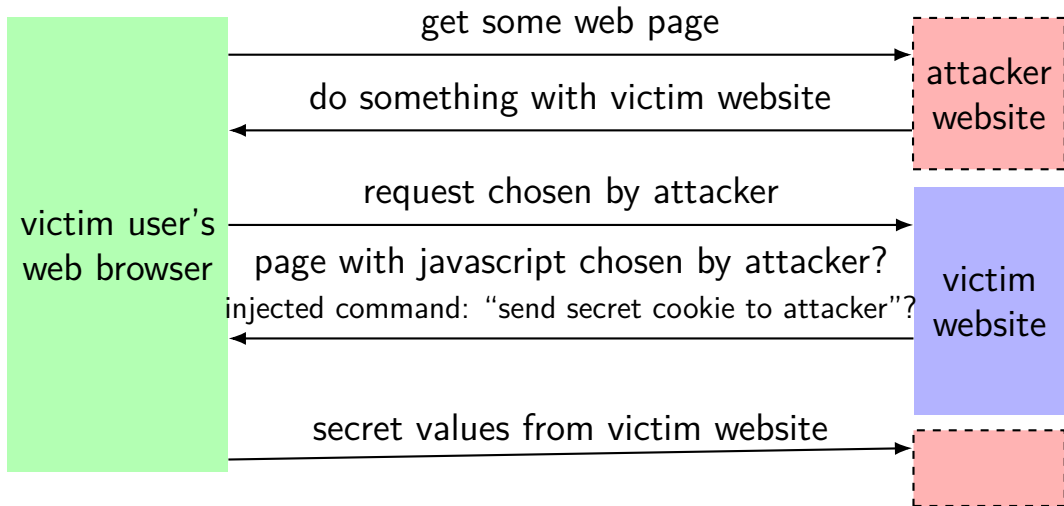 get some web page
do something with victim website
attacker
website
request chosen by attacker
victim user's
web browser
page with javascript chosen by attacker?
injected command: “send secret cookie to attacker”?
victim
website
secret values from victim website